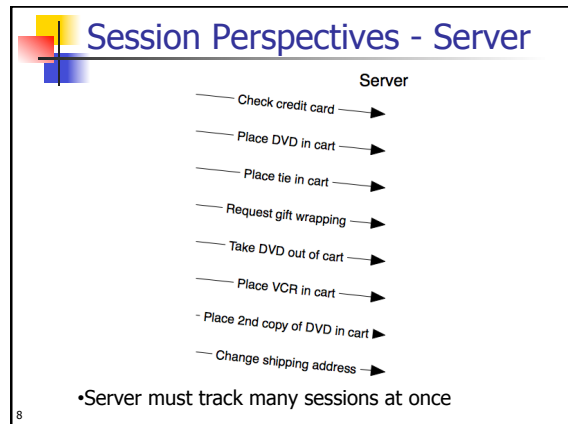 Session Perspectives - Server
Server
Check credit card
Place DVD in cart
Place tie in cart
Request gift wrapping
Take DVD out of cart
Place VCR in cart
Place 2nd copy of DVD in cart
Change shipping address
•Server must track many sessions at once
8